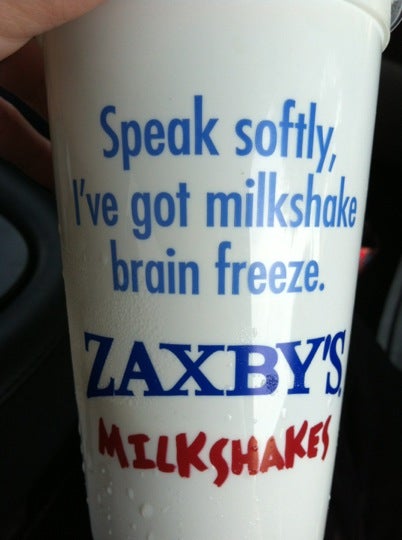 Speak softly,
I've got milkshake
brain freeze.
ZAXBY'S
MILKSHAKES